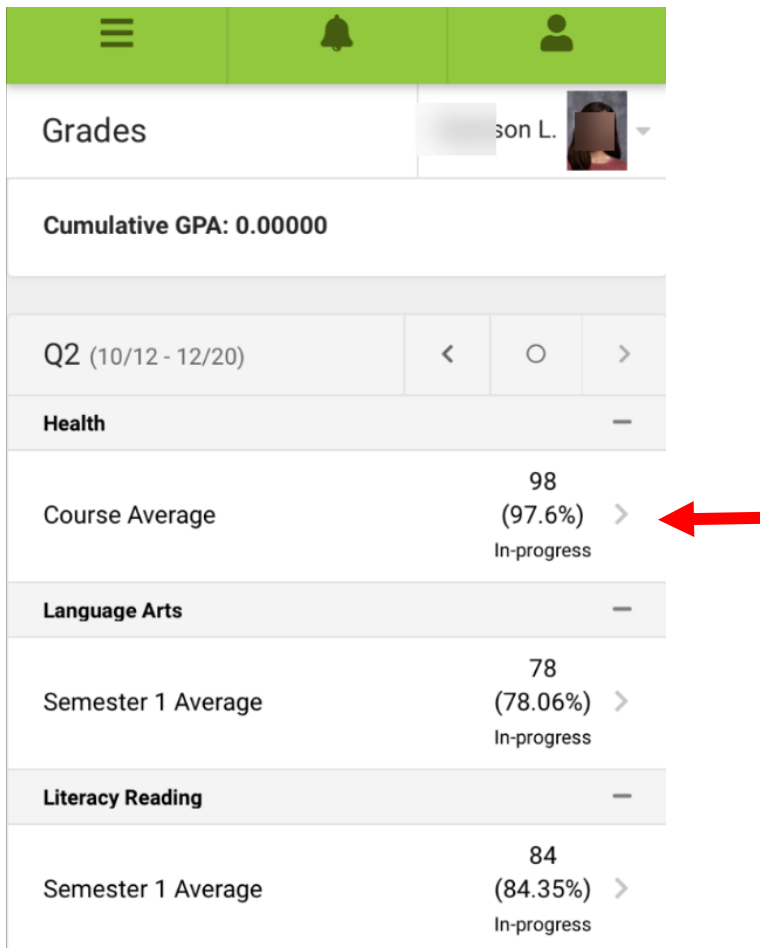 Grades
son L.
Cumulative GPA: 0.00000
Q2 (10/12 - 12/20)
Health
Course Average
98
(97.6%)
In-progress
Language Arts
Semester 1 Average
78
(78.06%)
In-progress
Literacy Reading
Semester 1 Average
84
(84.35%)
In-progress